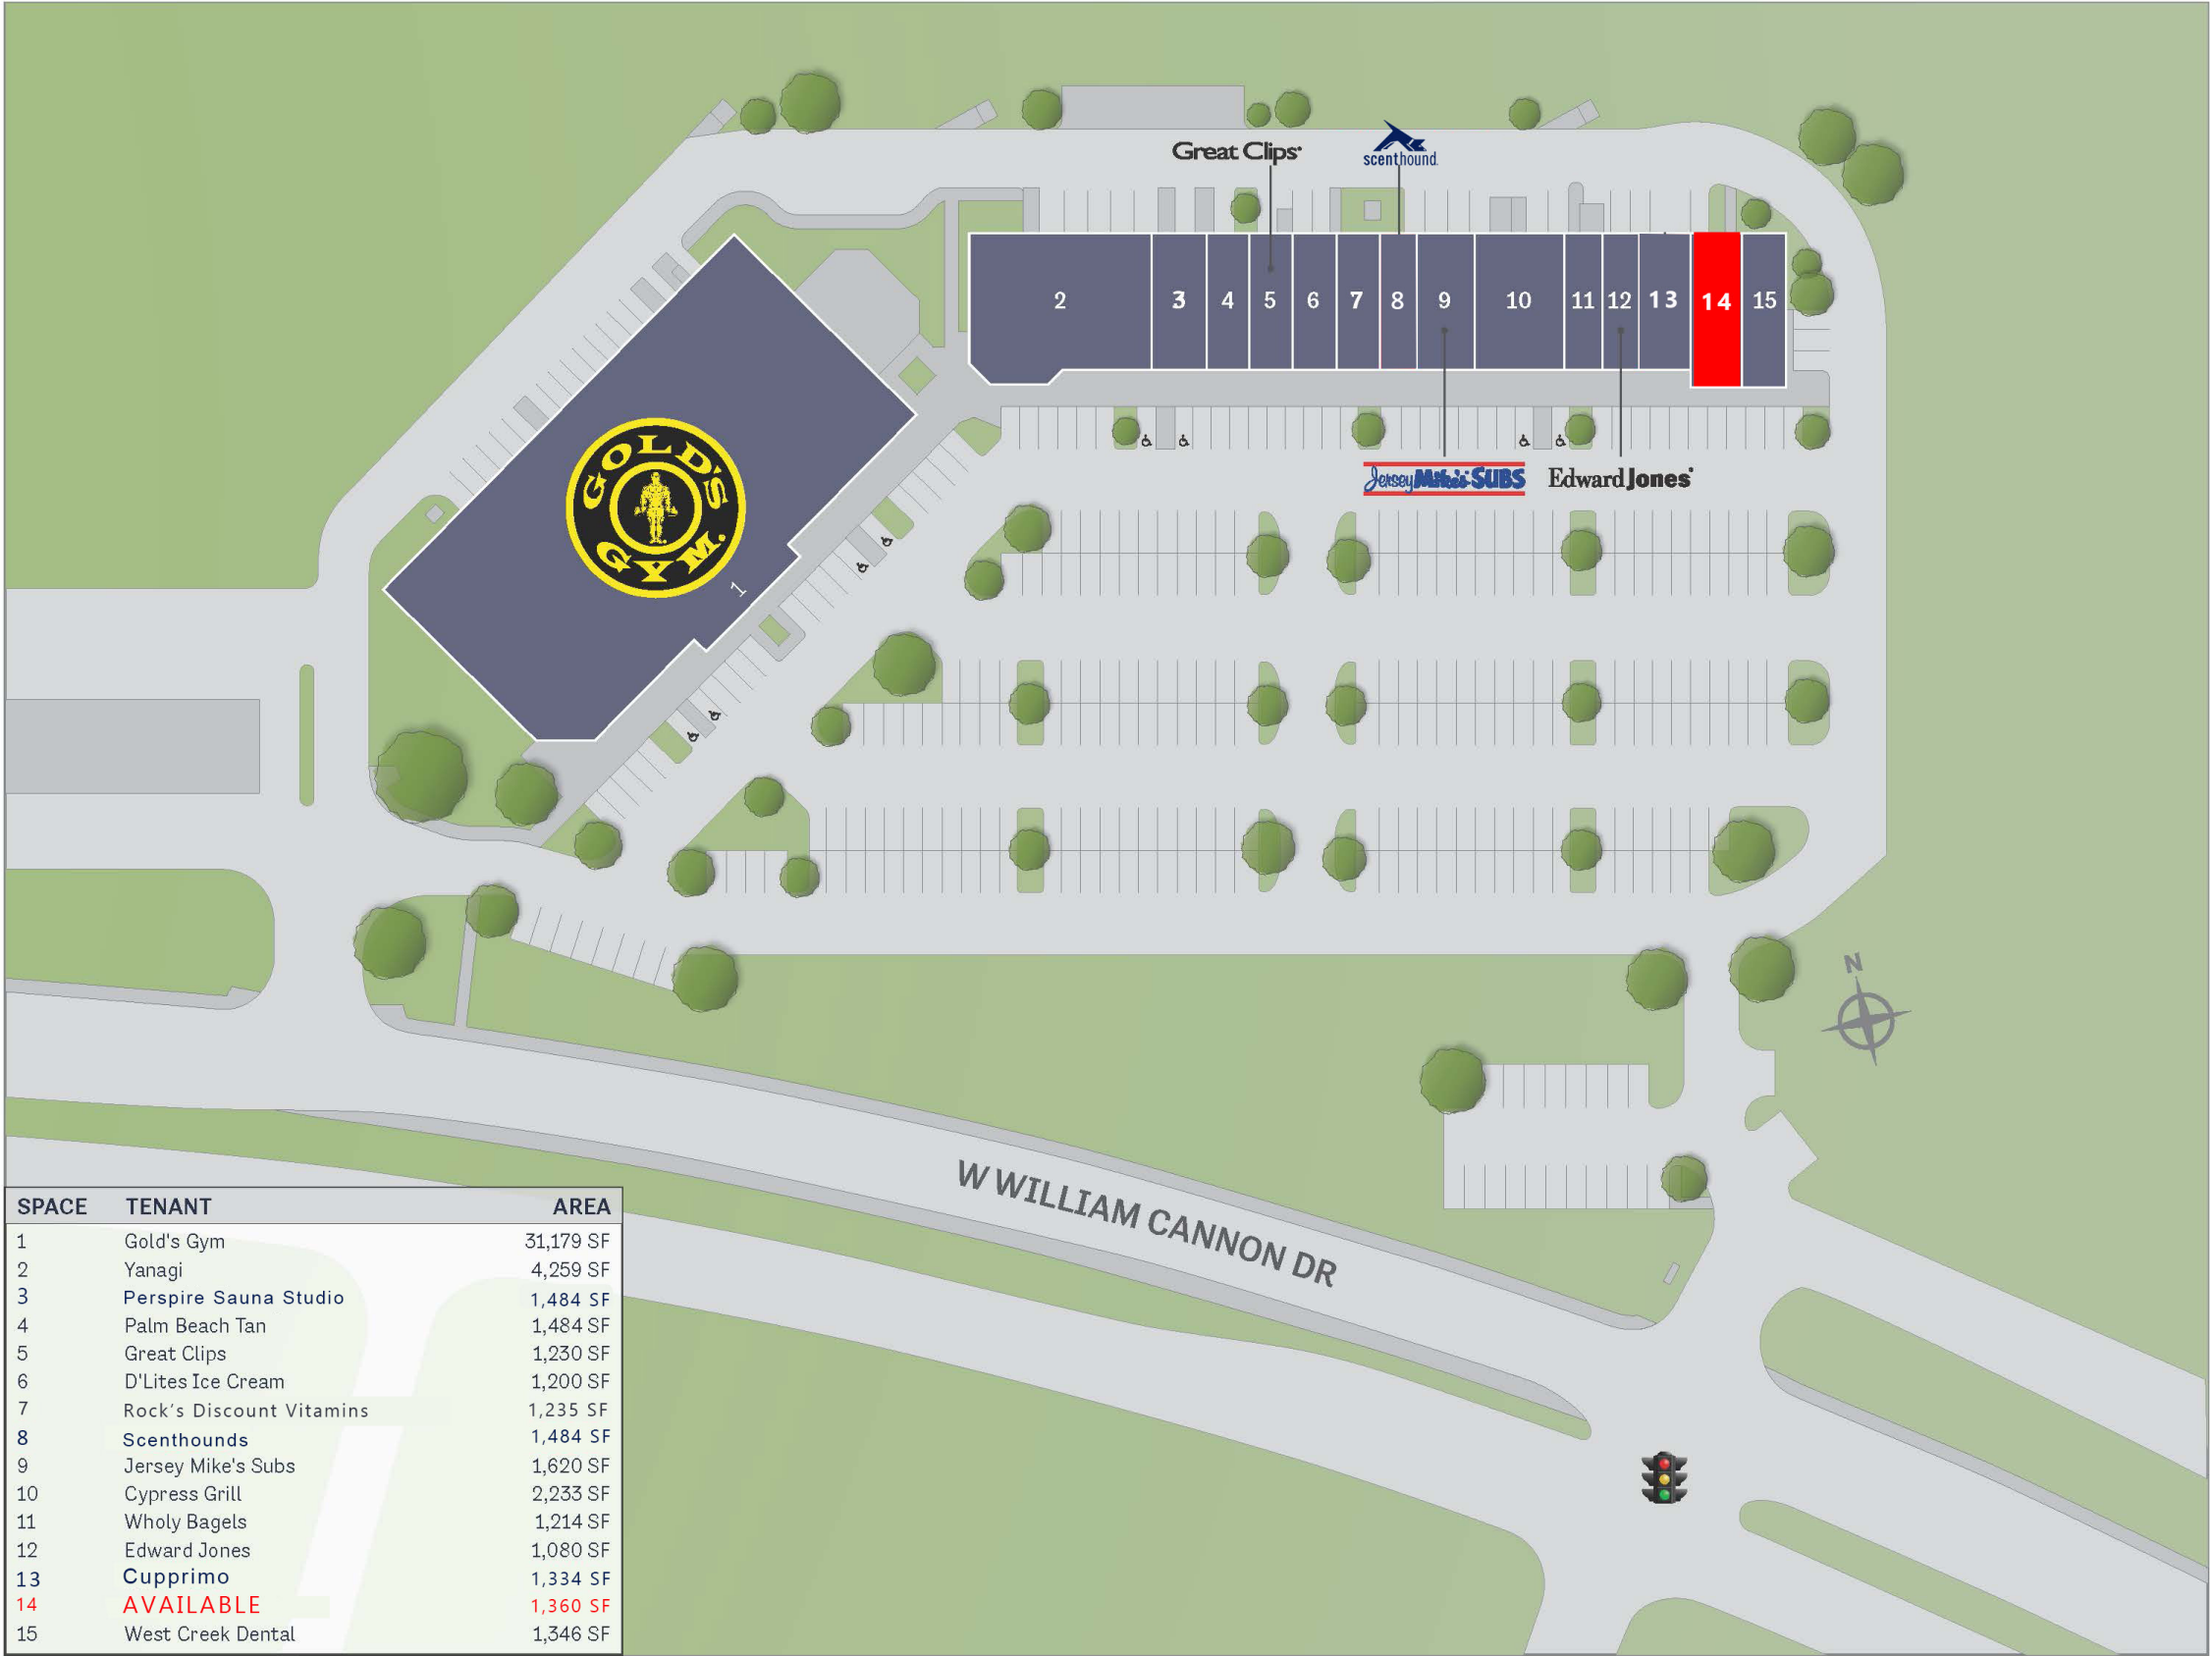 Great Clips
scenthound
2 3 4 5 6 7 8 9 10 11 12 13 14 15
GOLD'S
GYM.
1
Jersey Mike's SUBS
Edward Jones
N
W WILLIAM CANNON DR
SPACE TENANT AREA
1 Gold's Gym 31,179 SF
2 Yanagi 4,259 SF
3 Perspire Sauna Studio 1,484 SF
4 Palm Beach Tan 1,484 SF
5 Great Clips 1,230 SF
6 D'Lites Ice Cream 1,200 SF
7 Rock’s Discount Vitamins 1,235 SF
8 Scenthounds 1,484 SF
9 Jersey Mike's Subs 1,620 SF
10 Cypress Grill 2,233 SF
11 Wholy Bagels 1,214 SF
12 Edward Jones 1,080 SF
13 Cupprimo 1,334 SF
14 AVAILABLE 1,360 SF
15 West Creek Dental 1,346 SF